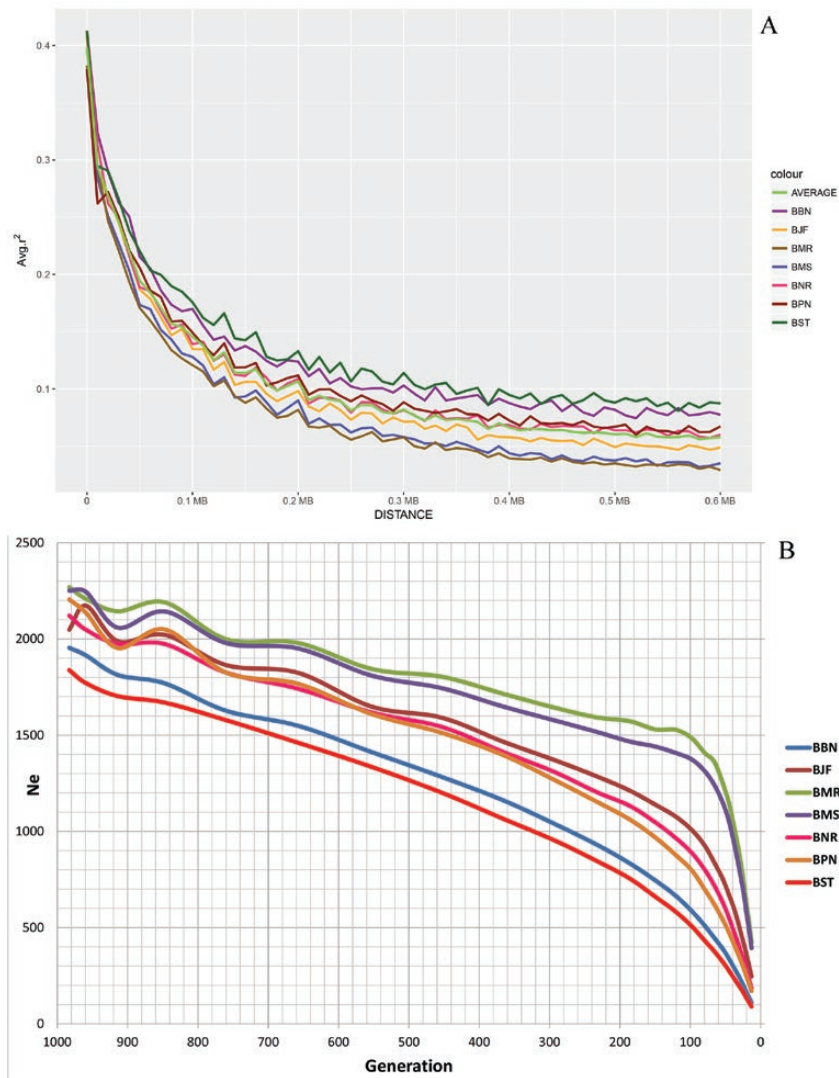 A
0.4
0.3
0.2
0.1
Avg.r²
0
0.1 MB
0.2 MB
0.3 MB
0.4 MB
0.5 MB
0.6 MB
DISTANCE
colour
AVERAGE
BBN
BJF
BMR
BMS
BNR
BPN
BST
B
2500
2000
1500
1000
500
0
Ne
1000
900
800
700
600
500
400
300
200
100
0
Generation
BBN
BJF
BMR
BMS
BNR
BPN
BST